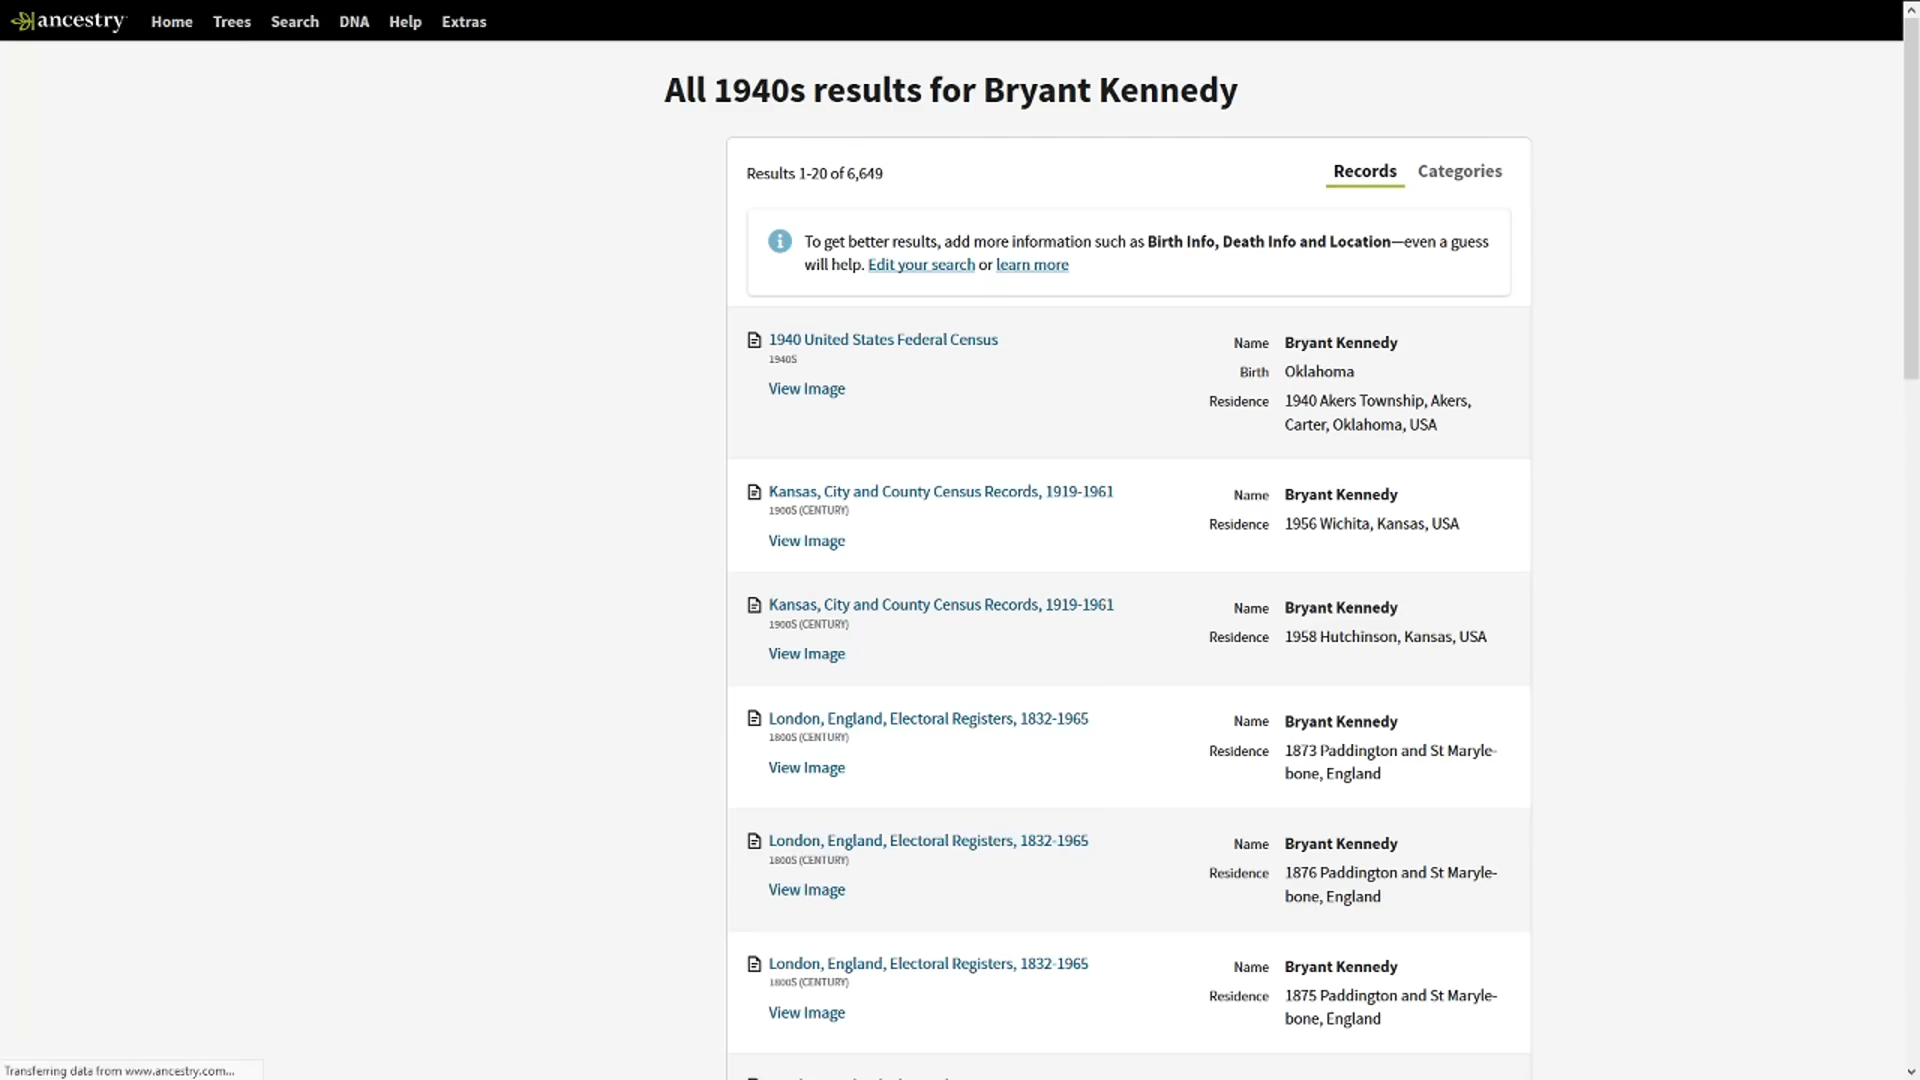 ancestry Home Trees Search DNA Help Extras
All 1940s results for Bryant Kennedy
Results 1-20 of 6,649
Records Categories
To get better results, add more information such as Birth Info, Death Info and Location—even a guess
will help. Edit your search or learn more
1940 United States Federal Census
1940S
View Image
Name Bryant Kennedy
Birth Oklahoma
Residence 1940 Akers Township, Akers,
Carter, Oklahoma, USA
Kansas, City and County Census Records, 1919-1961
1900S (CENTURY)
View Image
Name Bryant Kennedy
Residence 1956 Wichita, Kansas, USA
Kansas, City and County Census Records, 1919-1961
1900S (CENTURY)
View Image
Name Bryant Kennedy
Residence 1958 Hutchinson, Kansas, USA
London, England, Electoral Registers, 1832-1965
1800S (CENTURY)
View Image
Name Bryant Kennedy
Residence 1873 Paddington and St Maryle-
bone, England
London, England, Electoral Registers, 1832-1965
1800S (CENTURY)
View Image
Name Bryant Kennedy
Residence 1876 Paddington and St Maryle-
bone, England
London, England, Electoral Registers, 1832-1965
1800S (CENTURY)
View Image
Name Bryant Kennedy
Residence 1875 Paddington and St Maryle-
bone, England
Transferring data from www.ancestry.com...